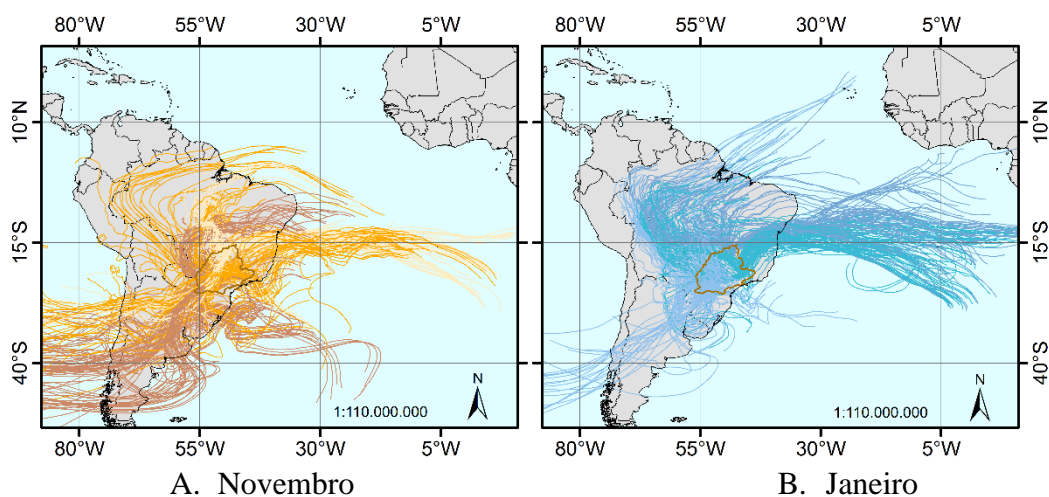 80°W 55°W 30°W 5°W 80°W 55°W 30°W 5°W
10°N 10°N
15°S 15°S
40°S 40°S
N N
1:110.000.000 1:110.000.000
80°W 55°W 30°W 5°W 80°W 55°W 30°W 5°W
A. Novembro B. Janeiro